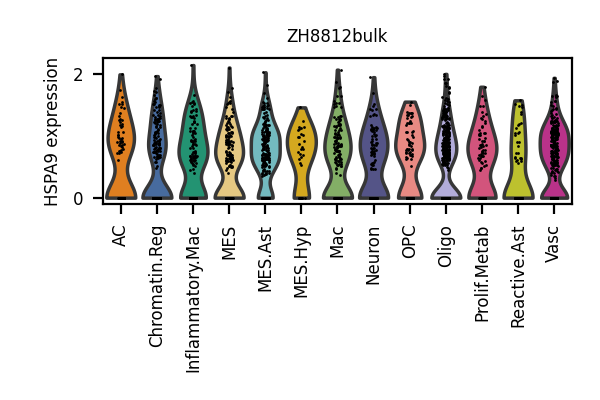 ZH8812bulk
HSPA9 expression
2
0
AC
Chromatin.Reg
Inflammatory.Mac
MES
MES.Ast
MES.Hyp
Mac
Neuron
OPC
Oligo
Prolif.Metab
Reactive.Ast
Vasc